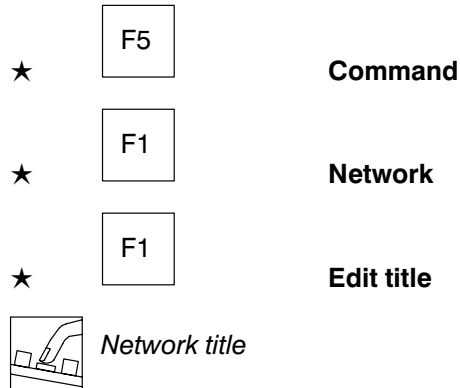 F5
★ Command
F1
★ Network
F1
★ Edit title
Network title